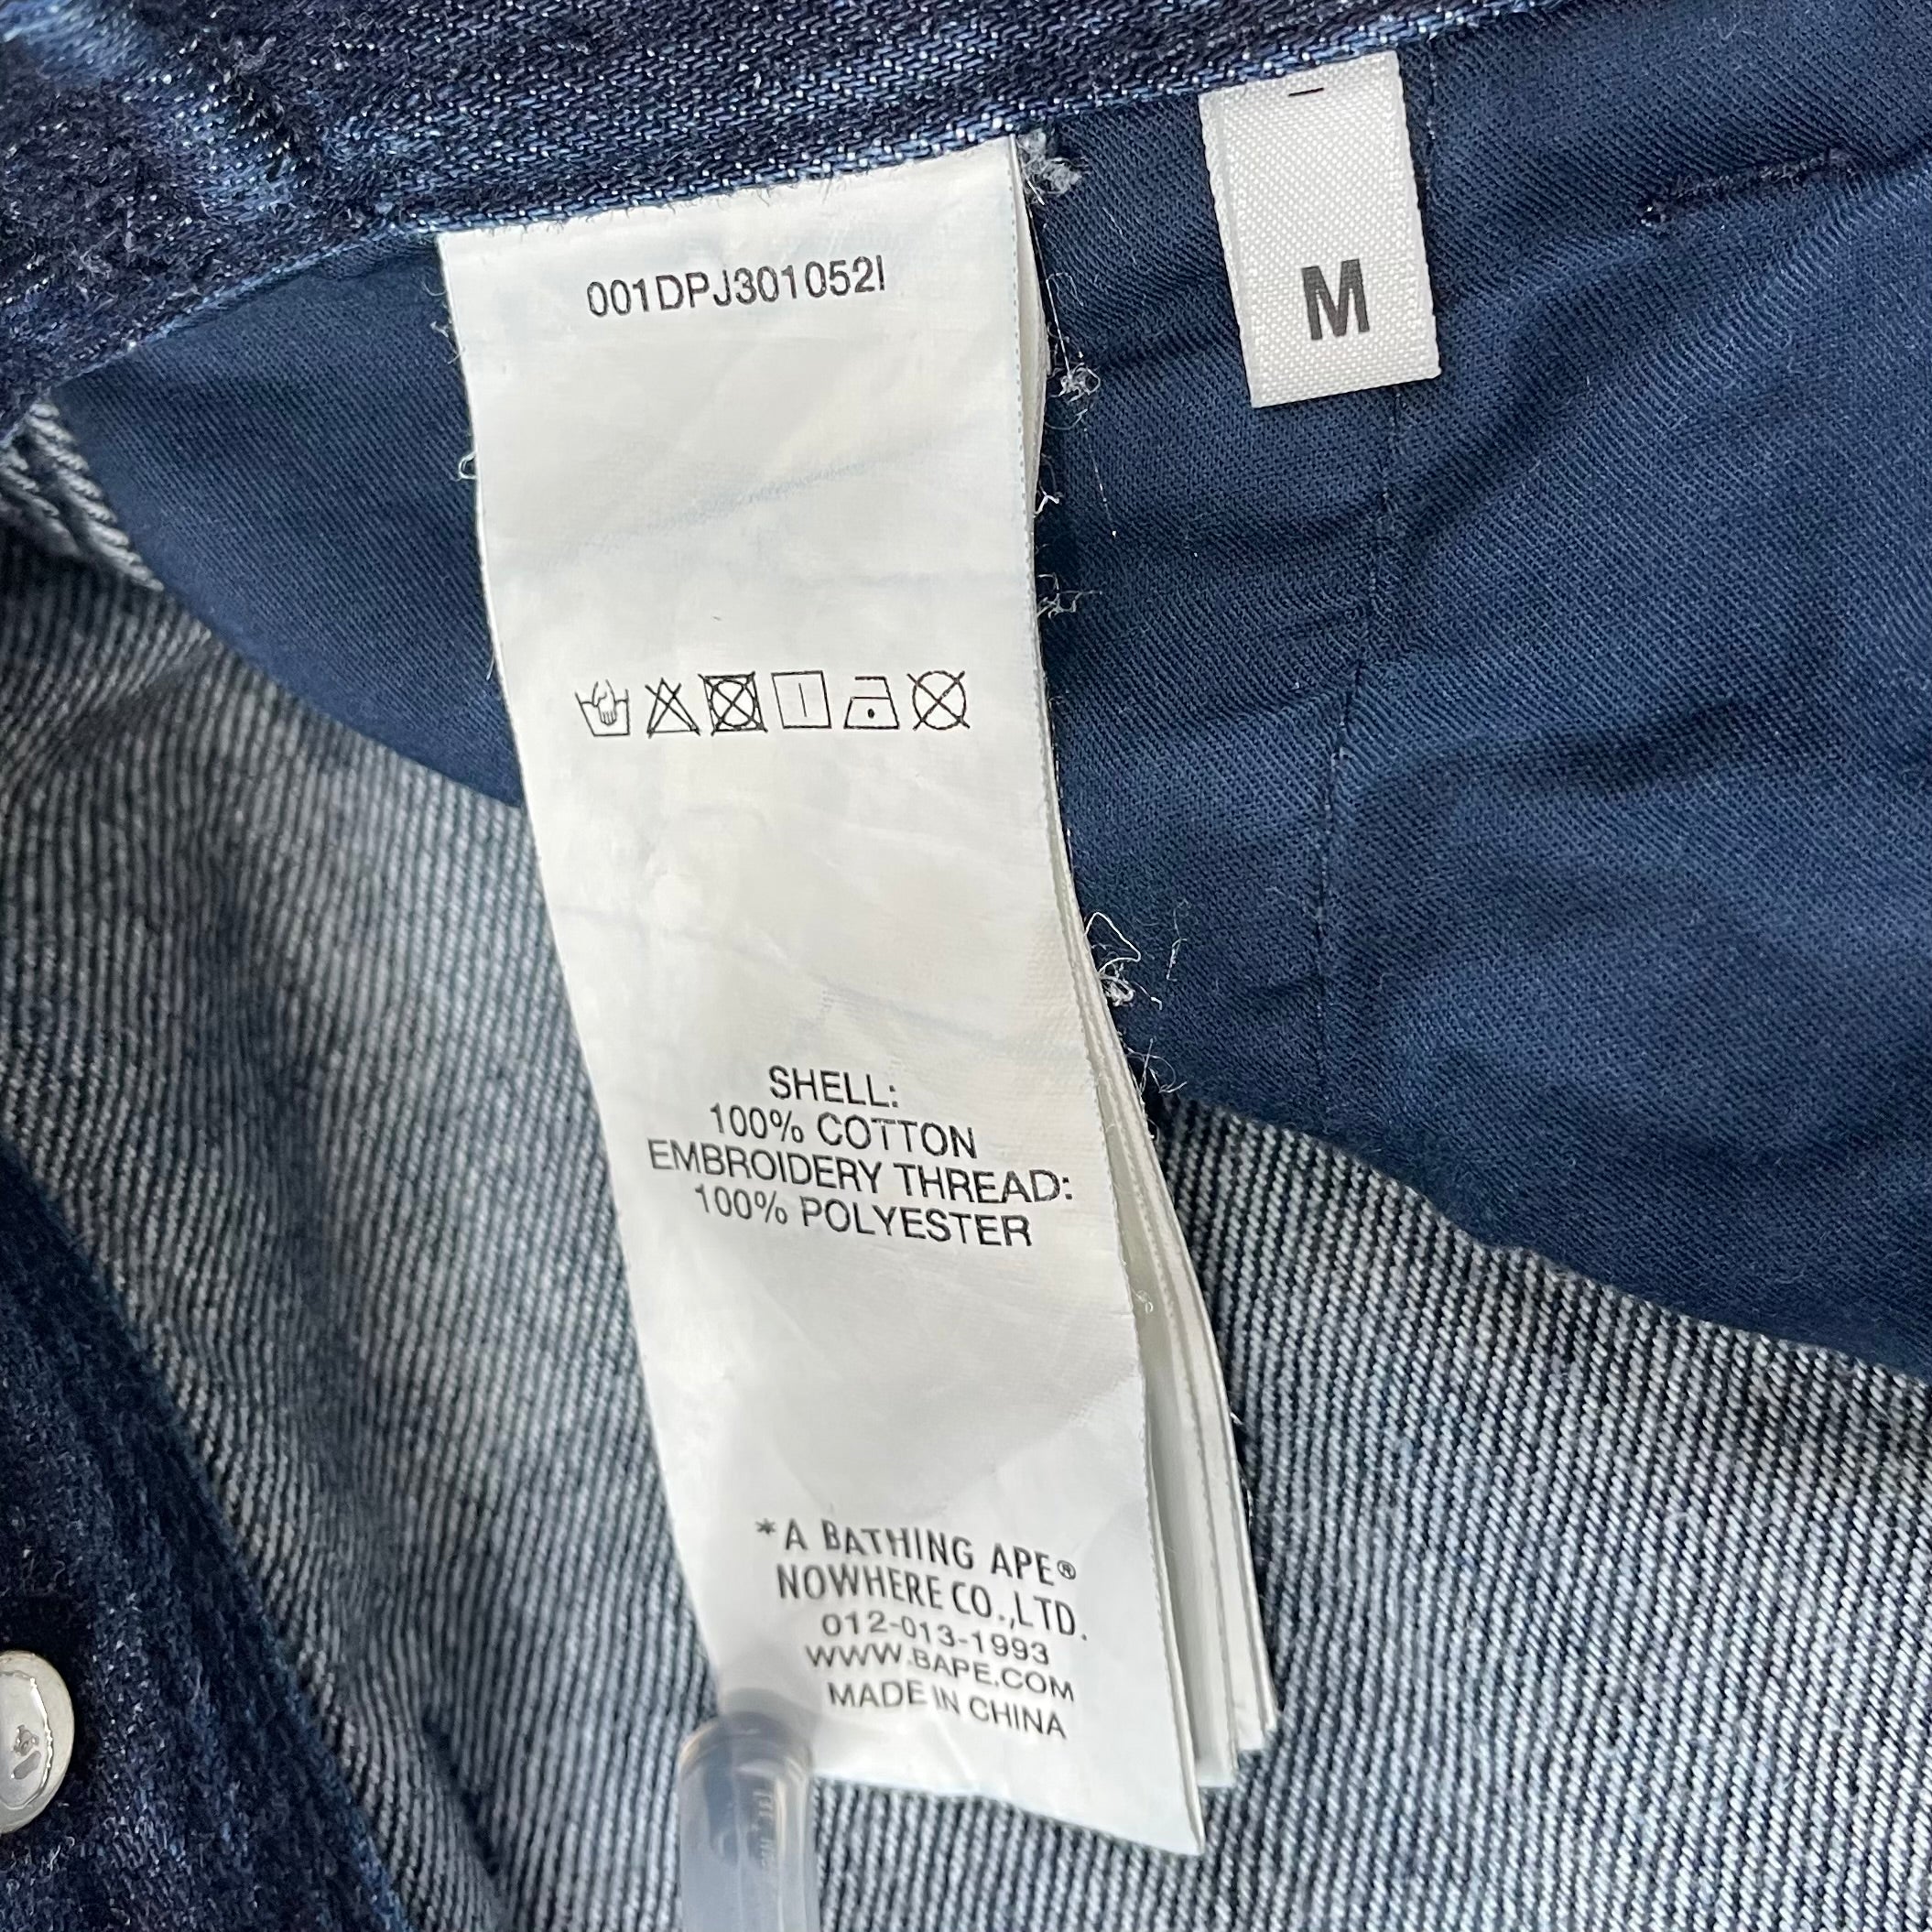 001DPJ301052I
M
SHELL:
100% COTTON
EMBROIDERY THREAD:
100% POLYESTER
*A BATHING APE®
NOWHERE CO.,LTD.
012-013-1993
WWW.BAPE.COM
MADE IN CHINA